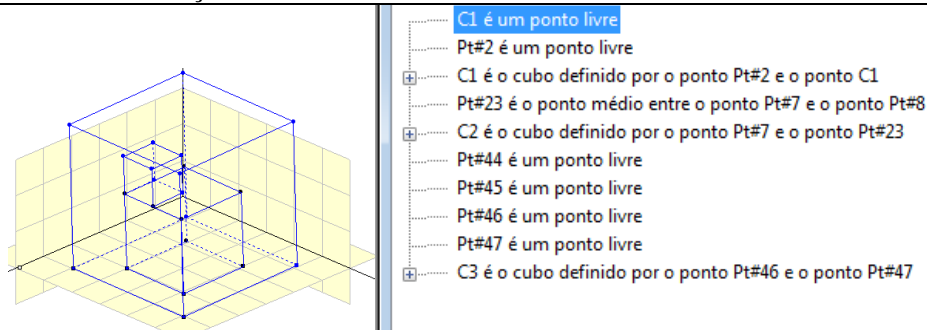 C1 é um ponto livre
Pt#2 é um ponto livre
C1 é o cubo definido por o ponto Pt#2 e o ponto C1
Pt#23 é o ponto médio entre o ponto Pt#7 e o ponto Pt#8
C2 é o cubo definido por o ponto Pt#7 e o ponto Pt#23
Pt#44 é um ponto livre
Pt#45 é um ponto livre
Pt#46 é um ponto livre
Pt#47 é um ponto livre
C3 é o cubo definido por o ponto Pt#46 e o ponto Pt#47